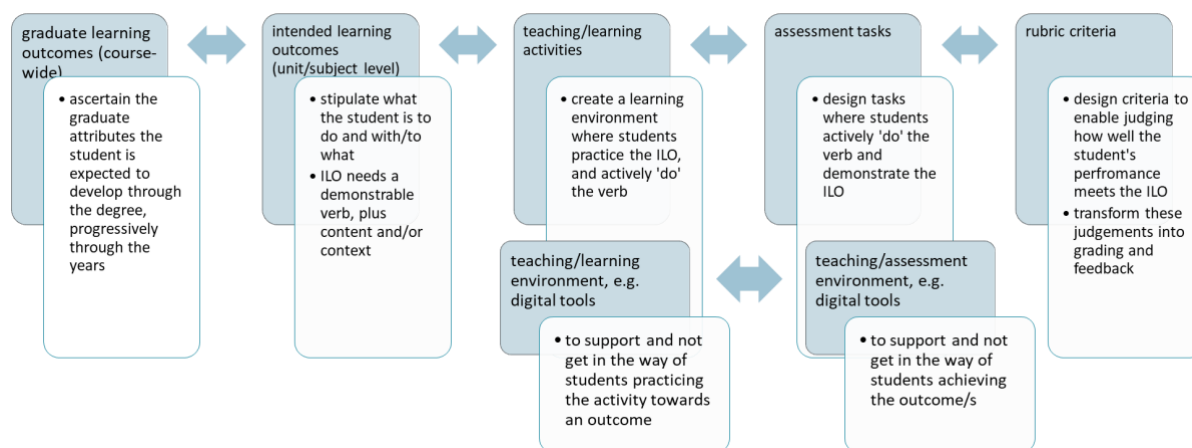 graduate learning
outcomes (course-
wide)
• ascertain the
graduate
attributes the
student is
expected to
develop through
the degree,
progressively
through the
years
intended learning
outcomes
(unit/subject level)
• stipulate what
the student is to
do and with/to
what
• ILO needs a
demonstrable
verb, plus
content and/or
context
teaching/learning
activities
• create a learning
environment
where students
practice the ILO,
and actively 'do'
the verb
teaching/learning
environment, e.g.
digital tools
• to support and not
get in the way of
students practicing
the activity towards
an outcome
assessment tasks
• design tasks
where students
actively 'do' the
verb and
demonstrate the
ILO
teaching/assessment
environment, e.g.
digital tools
• to support and not
get in the way of
students achieving
the outcome/s
rubric criteria
• design criteria to
enable judging
how well the
student's
perfromance
meets the ILO
• transform these
judgements into
grading and
feedback